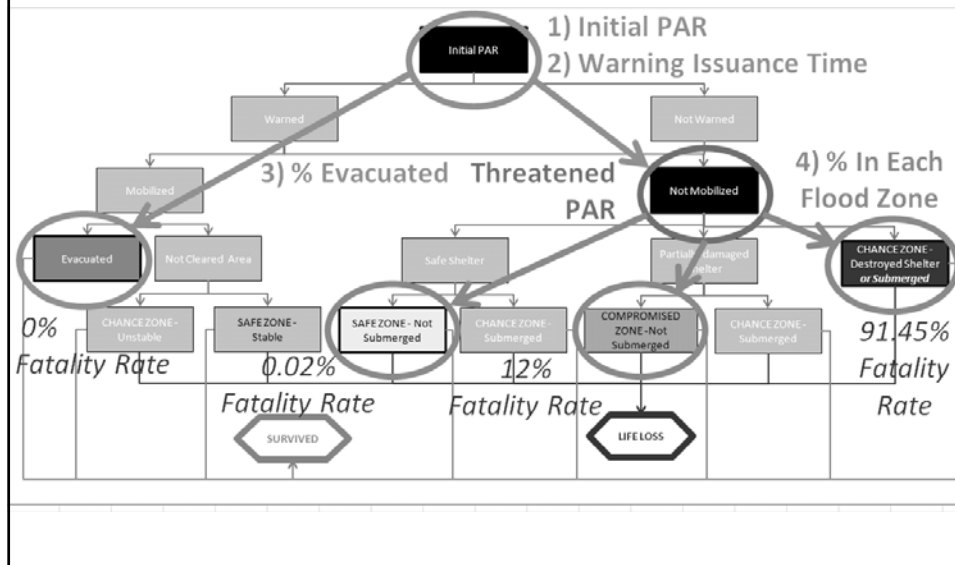 1) Initial PAR
Initial PAR
2) Warning Issuance Time
Warned
Not Warned
3) % Evacuated
Threatened
PAR
4) % In Each
Flood Zone
Mobilized
Not Mobilized
Evacuated
Not Cleared Area
Safe Shelter
Partially damaged
Shelter
CHANCE ZONE -
Destroyed Shelter
or Submerged
CHANCE ZONE -
Unstable
SAFE ZONE -
Stable
SAFE ZONE - Not
Submerged
CHANCE ZONE -
Submerged
COMPROMISED
ZONE - Not
Submerged
CHANCE ZONE -
Submerged
0%
Fatality Rate
0.02%
Fatality Rate
12%
Fatality Rate
91.45%
Fatality
Rate
SURVIVED
LIFE LOSS